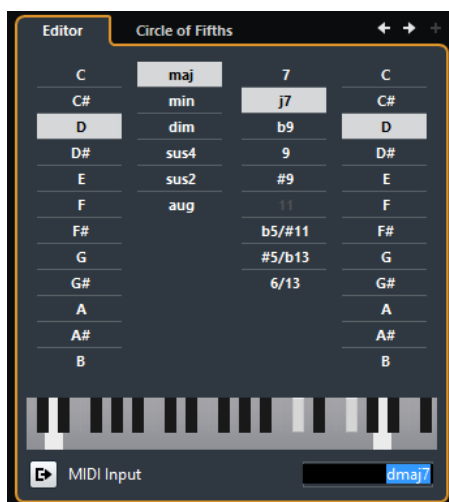 Editor Circle of Fifths
C maj 7 C
C# min j7 C#
D dim b9 D
D# sus4 9 D#
E sus2 #9 E
F aug 11 F
F# b5/#11 F#
G #5/b13 G
G# 6/13 G#
A A
A# A#
B B
MIDI Input dmaj7